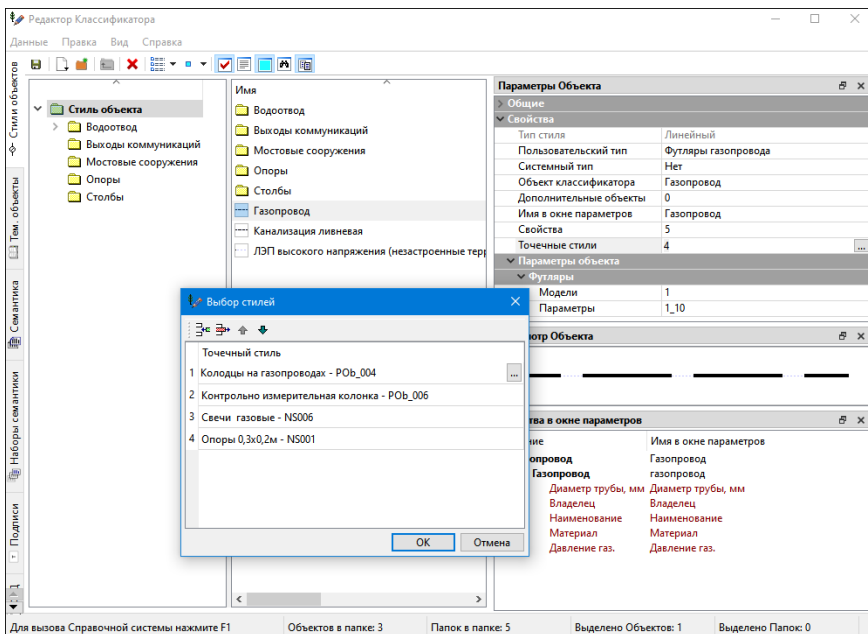 Редактор Классификатора
Данные Правка Вид Справка
Стили объектов
Тем. объекты
Семантика
Наборы семантики
Подписи
Стиль объекта
Водоотвод
Выходы коммуникаций
Мостовые сооружения
Опоры
Столбы
Имя
Водоотвод
Выходы коммуникаций
Мостовые сооружения
Опоры
Столбы
Газопровод
Канализация ливневая
ЛЭП высокого напряжения (незастроенные терр
Параметры Объекта
Общие
Свойства
Тип стиля Линейный
Пользовательский тип Футляры газопровода
Системный тип Нет
Объект классификатора Газопровод
Дополнительные объекты 0
Имя в окне параметров Газопровод
Свойства 5
Точечные стили 4 ...
Параметры объекта
Футляры
Модели 1
Параметры 1_10
отр Объекта
тва в окне параметров
ние Имя в окне параметров
опровод Газопровод
Газопровод газопровод
Диаметр трубы, мм Диаметр трубы, мм
Владелец Владелец
Наименование Наименование
Материал Материал
Давление газ. Давление газ.
Выбор стилей
Точечный стиль
1 Колодцы на газопроводах - POb_004 ...
2 Контрольно измерительная колонка - POb_006
3 Свечи газовые - NS006
4 Опоры 0,3х0,2м - NS001
ОК Отмена
Для вызова Справочной системы нажмите F1 Объектов в папке: 3 Папок в папке: 5 Выделено Объектов: 1 Выделено Папок: 0